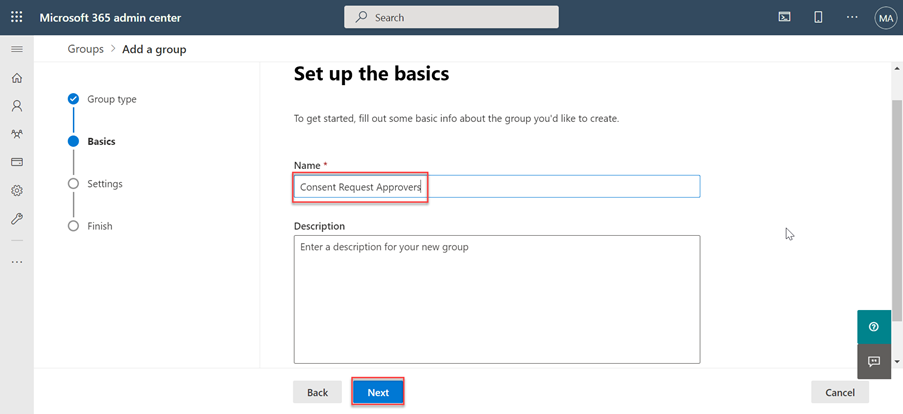 Microsoft 365 admin center
Search
MA
Groups > Add a group
Group type
Basics
Settings
Finish
Set up the basics
To get started, fill out some basic info about the group you'd like to create.
Name *
Consent Request Approvers
Description
Enter a description for your new group
Back
Next
Cancel